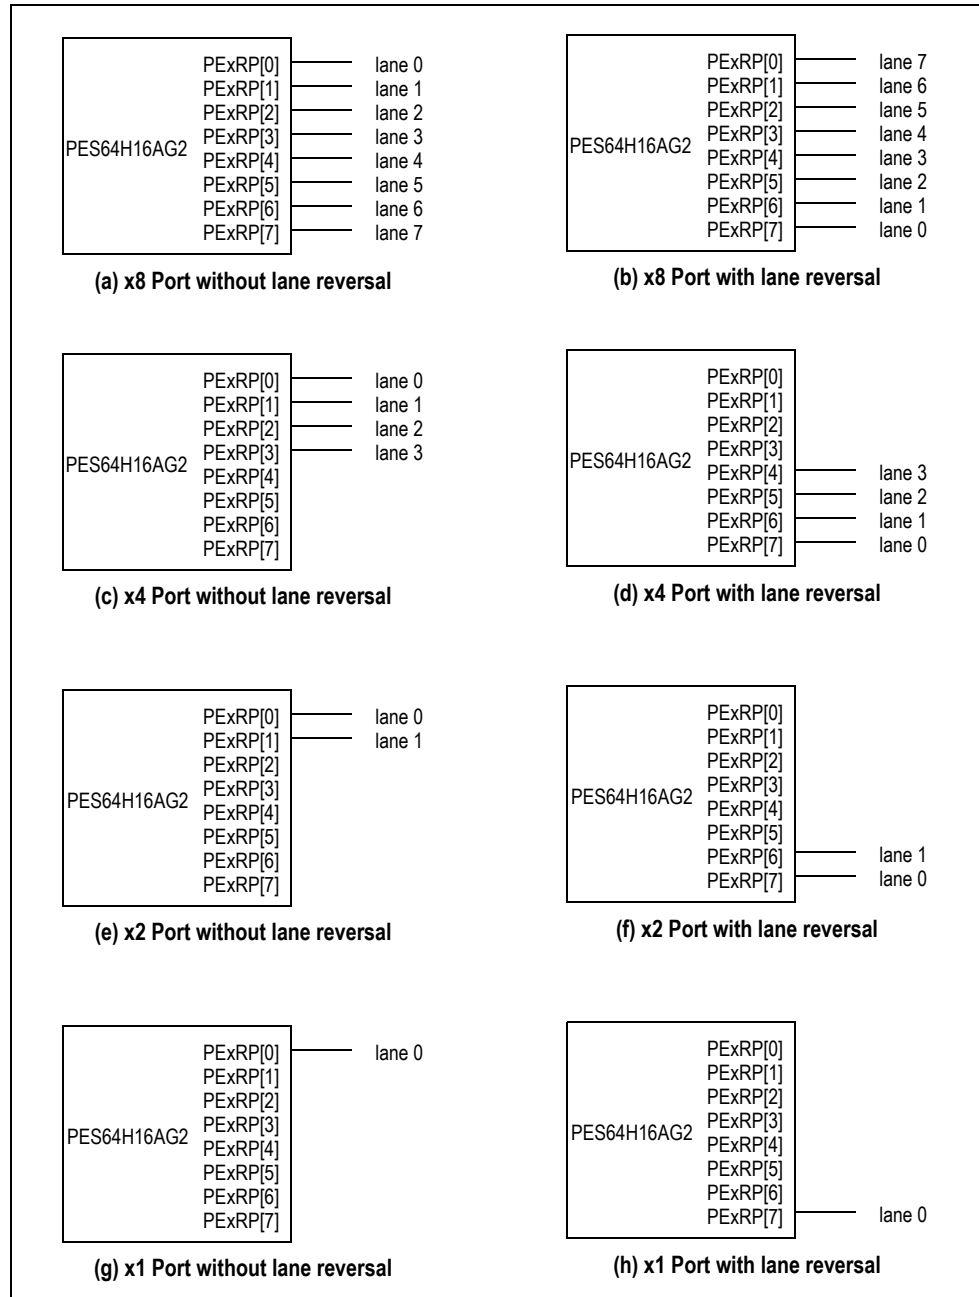 PES64H16AG2
PExRP[0] lane 0
PExRP[1] lane 1
PExRP[2] lane 2
PExRP[3] lane 3
PExRP[4] lane 4
PExRP[5] lane 5
PExRP[6] lane 6
PExRP[7] lane 7
(a) x8 Port without lane reversal
PES64H16AG2
PExRP[0] lane 7
PExRP[1] lane 6
PExRP[2] lane 5
PExRP[3] lane 4
PExRP[4] lane 3
PExRP[5] lane 2
PExRP[6] lane 1
PExRP[7] lane 0
(b) x8 Port with lane reversal
PES64H16AG2
PExRP[0] lane 0
PExRP[1] lane 1
PExRP[2] lane 2
PExRP[3] lane 3
PExRP[4]
PExRP[5]
PExRP[6]
PExRP[7]
(c) x4 Port without lane reversal
PES64H16AG2
PExRP[0]
PExRP[1]
PExRP[2]
PExRP[3]
PExRP[4] lane 3
PExRP[5] lane 2
PExRP[6] lane 1
PExRP[7] lane 0
(d) x4 Port with lane reversal
PES64H16AG2
PExRP[0] lane 0
PExRP[1] lane 1
PExRP[2]
PExRP[3]
PExRP[4]
PExRP[5]
PExRP[6]
PExRP[7]
(e) x2 Port without lane reversal
PES64H16AG2
PExRP[0]
PExRP[1]
PExRP[2]
PExRP[3]
PExRP[4]
PExRP[5]
PExRP[6] lane 1
PExRP[7] lane 0
(f) x2 Port with lane reversal
PES64H16AG2
PExRP[0] lane 0
PExRP[1]
PExRP[2]
PExRP[3]
PExRP[4]
PExRP[5]
PExRP[6]
PExRP[7]
(g) x1 Port without lane reversal
PES64H16AG2
PExRP[0]
PExRP[1]
PExRP[2]
PExRP[3]
PExRP[4]
PExRP[5]
PExRP[6]
PExRP[7] lane 0
(h) x1 Port with lane reversal